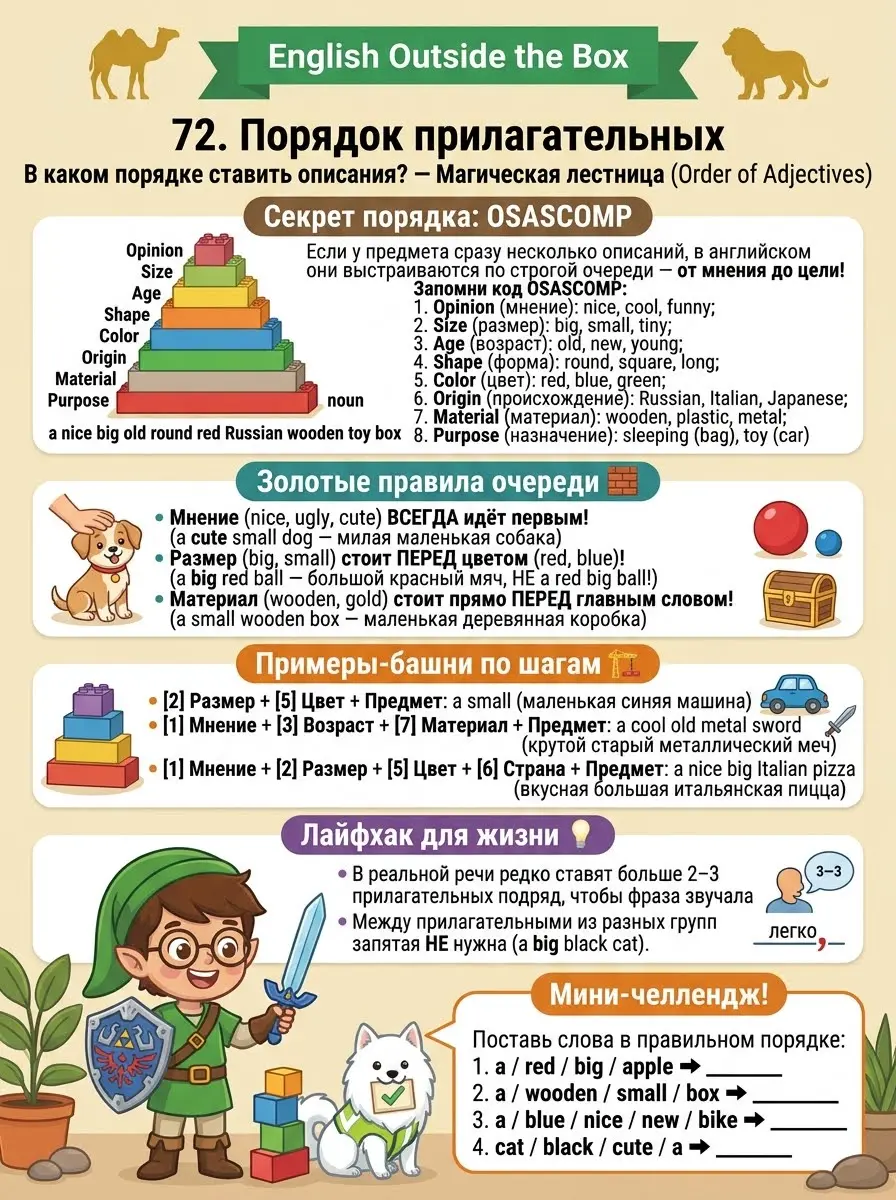 English Outside the Box
72. Порядок прилагательных
В каком порядке ставить описания? — Магическая лестница (Order of Adjectives)
Секрет порядка: OSASCOMP
Opinion
Size
Age
Shape
Color
Origin
Material
Purpose
noun
a nice big old round red Russian wooden toy box
Если у предмета сразу несколько описаний, в английском
они выстраиваются по строгой очереди — от мнения до цели!
Запомни код OSASCOMP:
1. Opinion (мнение): nice, cool, funny;
2. Size (размер): big, small, tiny;
3. Age (возраст): old, new, young;
4. Shape (форма): round, square, long;
5. Color (цвет): red, blue, green;
6. Origin (происхождение): Russian, Italian, Japanese;
7. Material (материал): wooden, plastic, metal;
8. Purpose (назначение): sleeping (bag), toy (car)
Золотые правила очереди
• Мнение (nice, ugly, cute) ВСЕГДА идёт первым!
(a cute small dog — милая маленькая собака)
• Размер (big, small) стоит ПЕРЕД цветом (red, blue)!
(a big red ball — большой красный мяч, НЕ a red big ball!)
• Материал (wooden, gold) стоит прямо ПЕРЕД главным словом!
(a small wooden box — маленькая деревянная коробка)
Примеры-башни по шагам
• [2] Размер + [5] Цвет + Предмет: a small (маленькая синяя машина)
• [1] Мнение + [3] Возраст + [7] Материал + Предмет: a cool old metal sword
(крутой старый металлический меч)
• [1] Мнение + [2] Размер + [5] Цвет + [6] Страна + Предмет: a nice big Italian pizza
(вкусная большая итальянская пицца)
Лайфхак для жизни
• В реальной речи редко ставят больше 2–3
прилагательных подряд, чтобы фраза звучала
• Между прилагательными из разных групп
запятая НЕ нужна (a big black cat).
3–3
легко,
Мини-челлендж!
Поставь слова в правильном порядке:
1. a / red / big / apple ➡ ________
2. a / wooden / small / box ➡ ________
3. a / blue / nice / new / bike ➡ ________
4. cat / black / cute / a ➡ ________